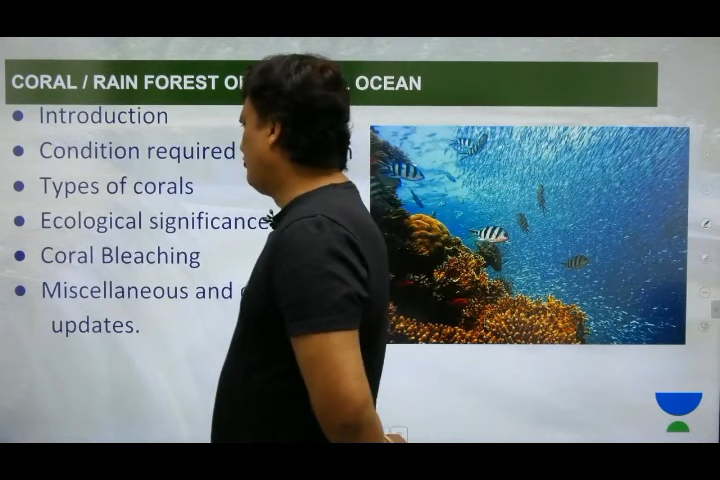 CORAL / RAIN FOREST OCEAN
Introduction
Condition required
Types of corals
Ecological significance
Coral Bleaching
Miscellaneous and
updates.